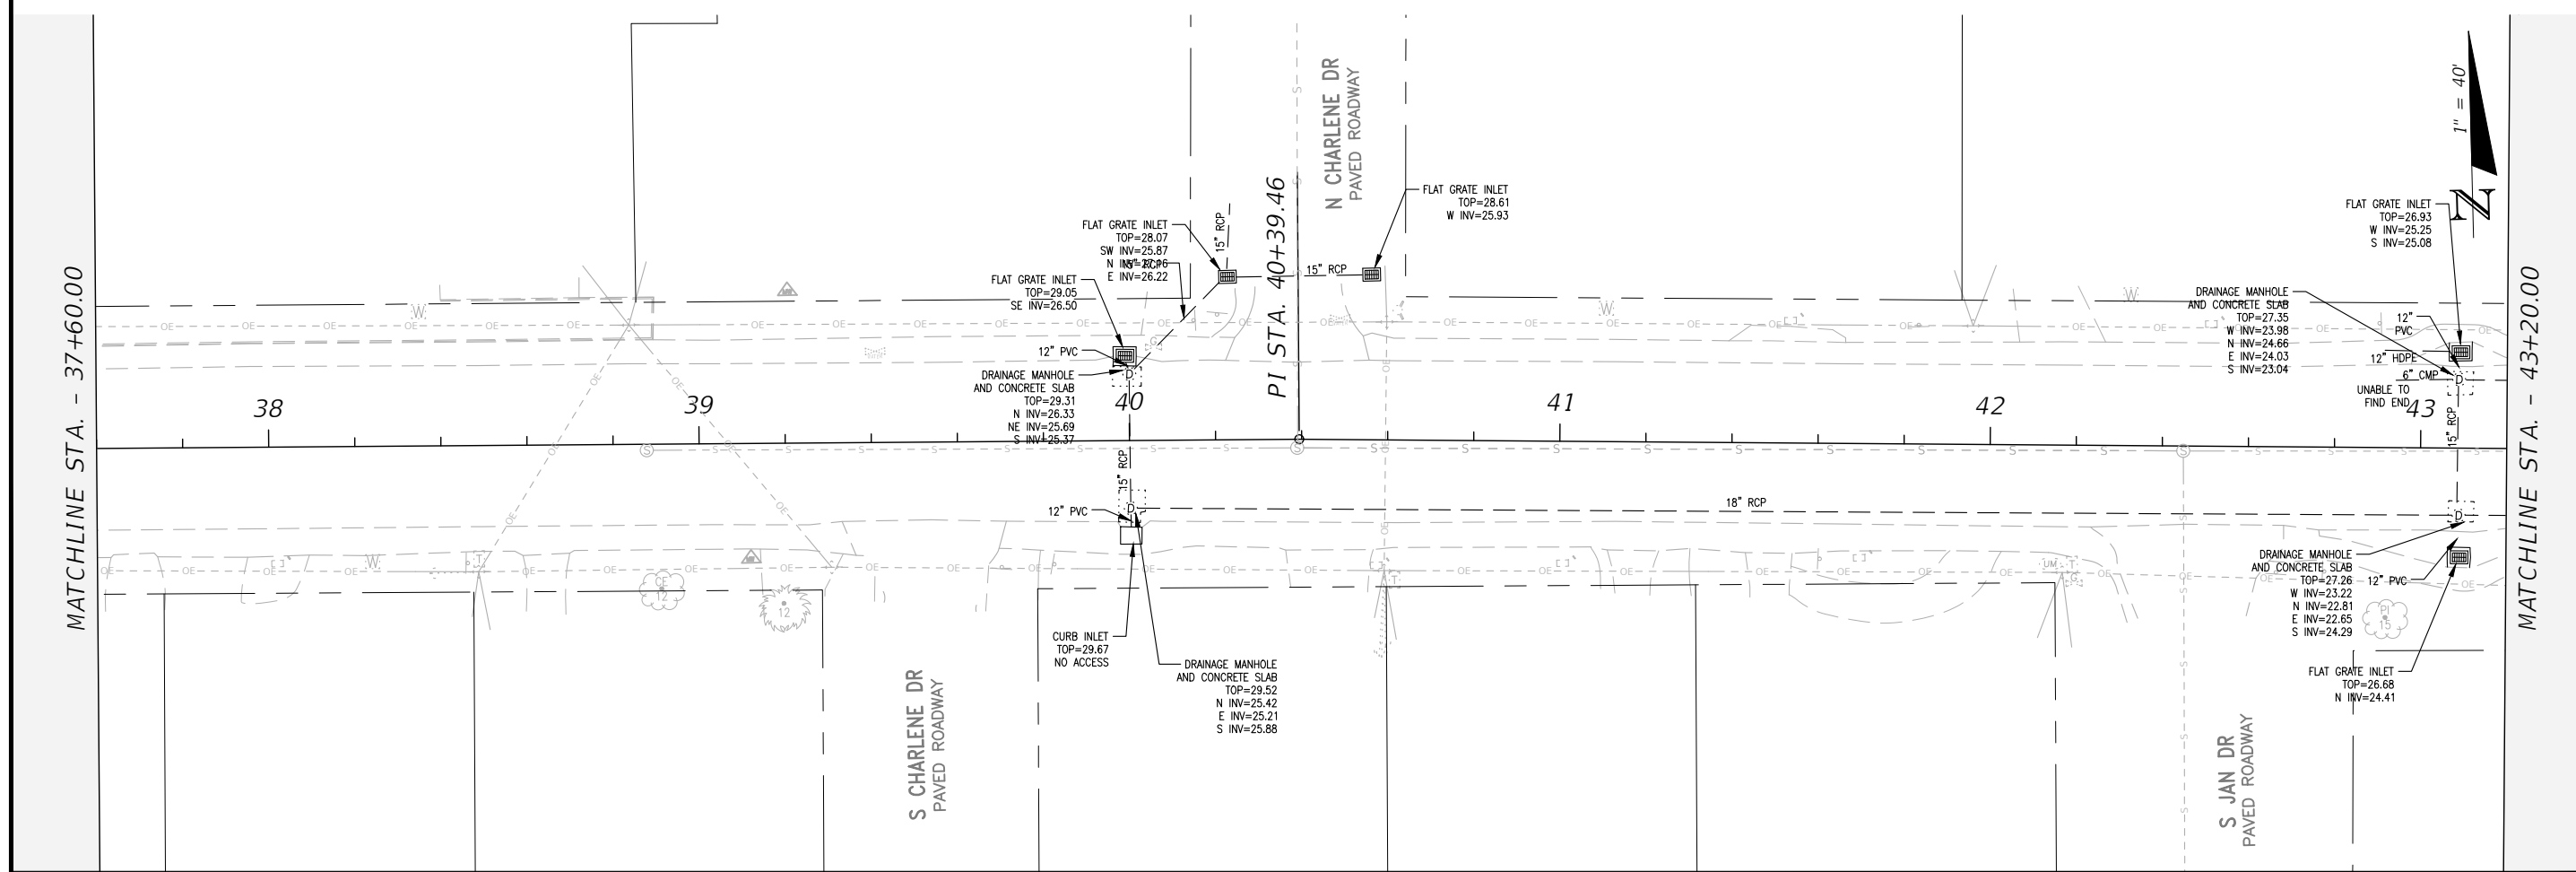 MATCHLINE STA. - 37+60.00
MATCHLINE STA. - 43+20.00
1" = 40'
N
N CHARLENE DR
PAVED ROADWAY
PI STA. 40+39.46
FLAT GRATE INLET
TOP=28.61
W INV=25.93
15" RCP
FLAT GRATE INLET
TOP=28.07
SW INV=25.87
E INV=26.22
15" RCP
FLAT GRATE INLET
TOP=29.05
SE INV=26.50
12" PVC
DRAINAGE MANHOLE
AND CONCRETE SLAB
TOP=29.31
N INV=26.33
NE INV=25.69
S INV=25.37
FLAT GRATE INLET
TOP=26.93
W INV=25.25
S INV=25.08
DRAINAGE MANHOLE
AND CONCRETE SLAB
TOP=27.35
W INV=23.98
N INV=24.66
E INV=24.03
S INV=23.04
12"
PVC
12" HDPE
6" CMP
UNABLE TO
FIND END
38
39
40
41
42
43
15" RCP
15" RCP
12" PVC
18" RCP
CURB INLET
TOP=29.67
NO ACCESS
DRAINAGE MANHOLE
AND CONCRETE SLAB
TOP=29.52
N INV=25.42
E INV=25.21
S INV=25.88
DRAINAGE MANHOLE
AND CONCRETE SLAB
TOP=27.26
W INV=23.22
N INV=22.81
E INV=22.65
S INV=24.29
12" PVC
FLAT GRATE INLET
TOP=26.68
N INV=24.41
S CHARLENE DR
PAVED ROADWAY
S JAN DR
PAVED ROADWAY
CE
12
12
PI
15